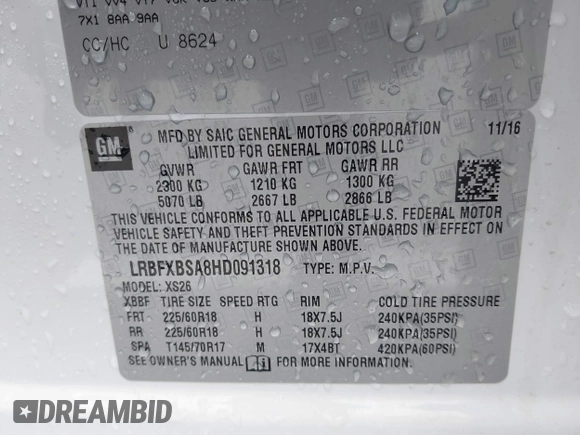 7X1 8AA 9AA
CC/HC U 8624
GM
MFD BY SAIC GENERAL MOTORS CORPORATION 11/16
LIMITED FOR GENERAL MOTORS LLC
GVWR GAWR FRT GAWR RR
2300 KG 1210 KG 1300 KG
5070 LB 2667 LB 2866 LB
THIS VEHICLE CONFORMS TO ALL APPLICABLE U.S. FEDERAL MOTOR
VEHICLE SAFETY AND THEFT PREVENTION STANDARDS IN EFFECT ON
THE DATE OF MANUFACTURE SHOWN ABOVE.
LRBFXBSA8HD091318 TYPE: M.P.V.
MODEL: XS26
XBBF TIRE SIZE SPEED RTG RIM COLD TIRE PRESSURE
FRT 225/60R18 H 18X7.5J 240KPA(35PSI)
RR 225/60R18 H 18X7.5J 240KPA(35PSI)
SPA T145/70R17 M 17X4BT 420KPA(60PSI)
SEE OWNER'S MANUAL FOR MORE INFORMATION.
DREAMBID